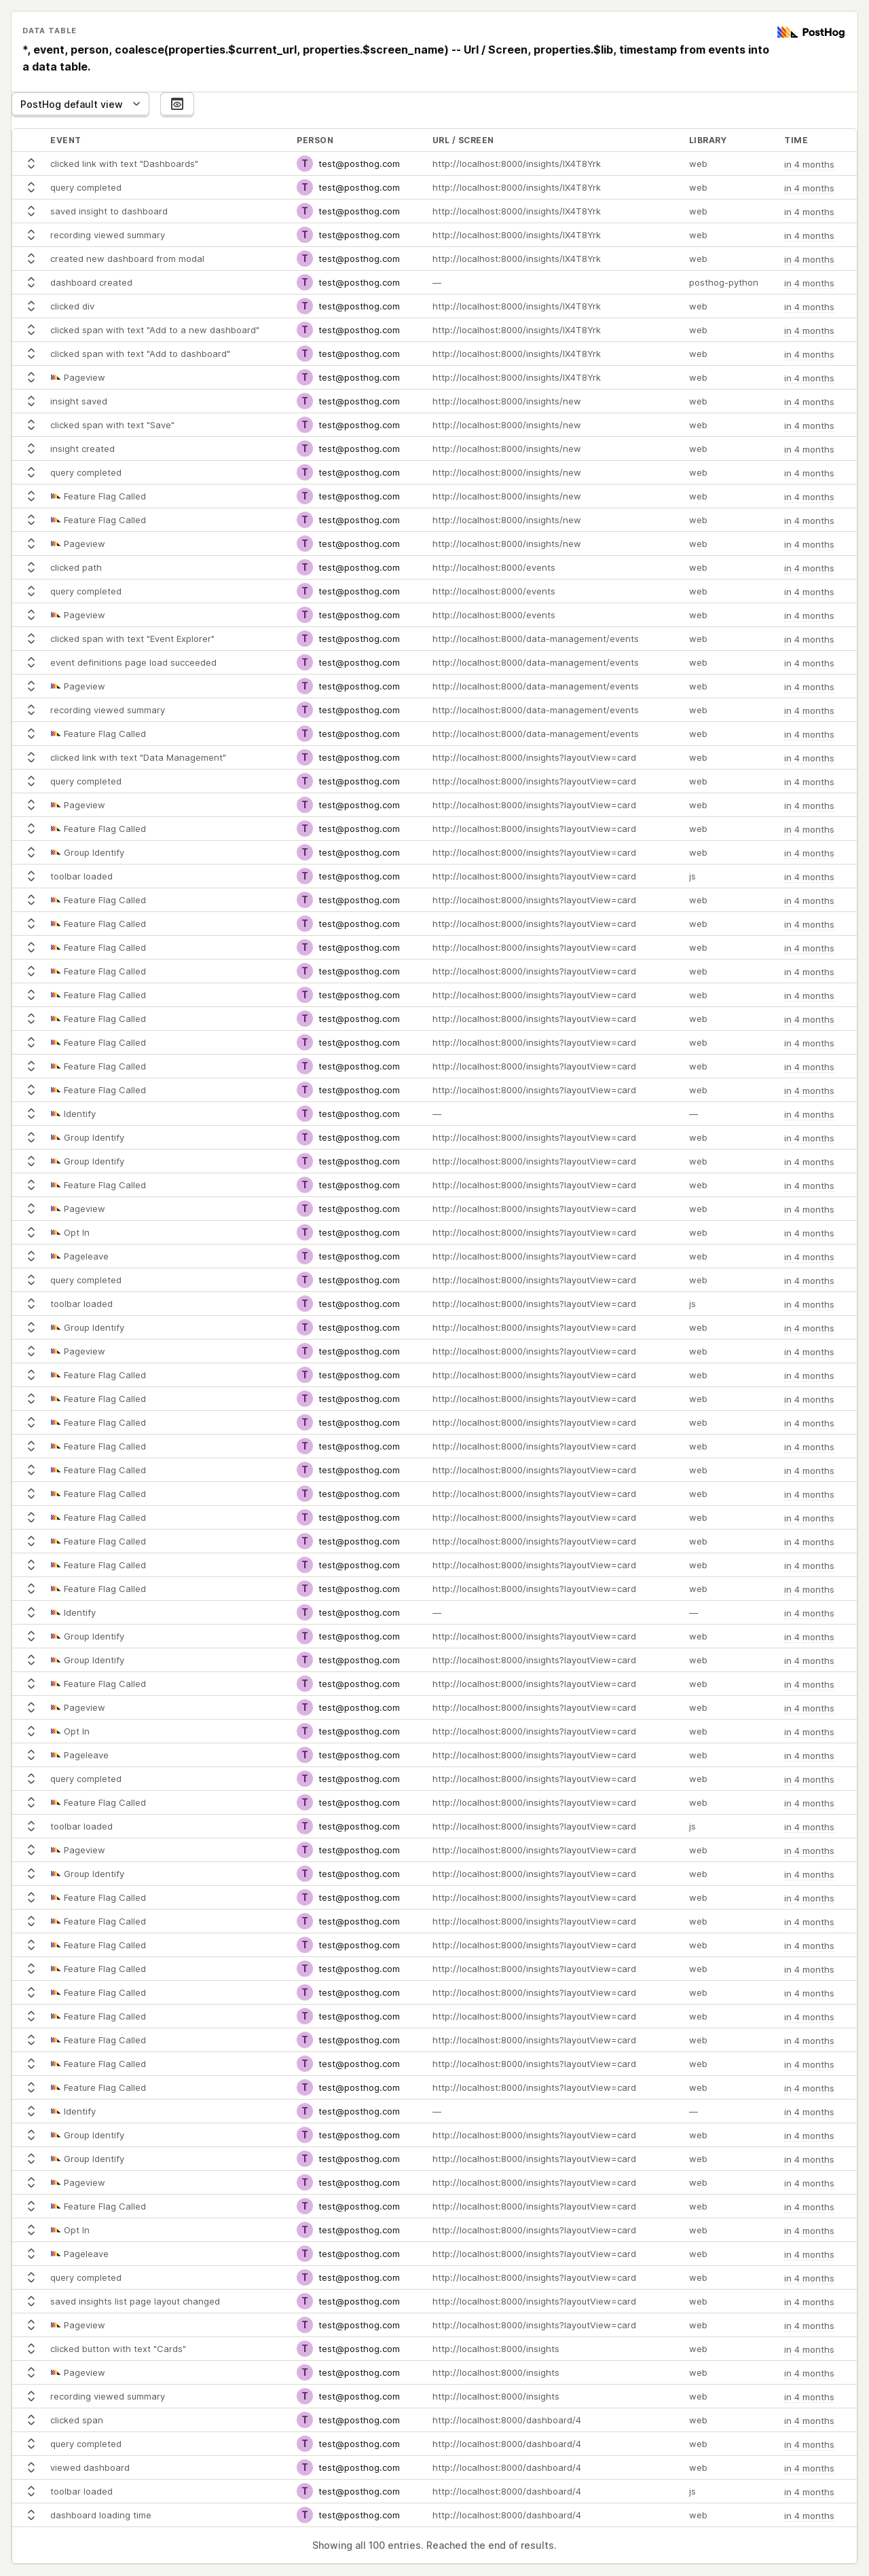 DATA TABLE
PostHog
*, event, person, coalesce(properties.$current_url, properties.$screen_name) -- Url / Screen, properties.$lib, timestamp from events into
a data table.
PostHog default view
EVENT PERSON URL / SCREEN LIBRARY TIME
clicked link with text "Dashboards" T test@posthog.com http://localhost:8000/insights/IX4T8Yrk web in 4 months
query completed T test@posthog.com http://localhost:8000/insights/IX4T8Yrk web in 4 months
saved insight to dashboard T test@posthog.com http://localhost:8000/insights/IX4T8Yrk web in 4 months
recording viewed summary T test@posthog.com http://localhost:8000/insights/IX4T8Yrk web in 4 months
created new dashboard from modal T test@posthog.com http://localhost:8000/insights/IX4T8Yrk web in 4 months
dashboard created T test@posthog.com — posthog-python in 4 months
clicked div T test@posthog.com http://localhost:8000/insights/IX4T8Yrk web in 4 months
clicked span with text "Add to a new dashboard" T test@posthog.com http://localhost:8000/insights/IX4T8Yrk web in 4 months
clicked span with text "Add to dashboard" T test@posthog.com http://localhost:8000/insights/IX4T8Yrk web in 4 months
Pageview T test@posthog.com http://localhost:8000/insights/IX4T8Yrk web in 4 months
insight saved T test@posthog.com http://localhost:8000/insights/new web in 4 months
clicked span with text "Save" T test@posthog.com http://localhost:8000/insights/new web in 4 months
insight created T test@posthog.com http://localhost:8000/insights/new web in 4 months
query completed T test@posthog.com http://localhost:8000/insights/new web in 4 months
Feature Flag Called T test@posthog.com http://localhost:8000/insights/new web in 4 months
Feature Flag Called T test@posthog.com http://localhost:8000/insights/new web in 4 months
Pageview T test@posthog.com http://localhost:8000/insights/new web in 4 months
clicked path T test@posthog.com http://localhost:8000/events web in 4 months
query completed T test@posthog.com http://localhost:8000/events web in 4 months
Pageview T test@posthog.com http://localhost:8000/events web in 4 months
clicked span with text "Event Explorer" T test@posthog.com http://localhost:8000/data-management/events web in 4 months
event definitions page load succeeded T test@posthog.com http://localhost:8000/data-management/events web in 4 months
Pageview T test@posthog.com http://localhost:8000/data-management/events web in 4 months
recording viewed summary T test@posthog.com http://localhost:8000/data-management/events web in 4 months
Feature Flag Called T test@posthog.com http://localhost:8000/data-management/events web in 4 months
clicked link with text "Data Management" T test@posthog.com http://localhost:8000/insights?layoutView=card web in 4 months
query completed T test@posthog.com http://localhost:8000/insights?layoutView=card web in 4 months
Pageview T test@posthog.com http://localhost:8000/insights?layoutView=card web in 4 months
Feature Flag Called T test@posthog.com http://localhost:8000/insights?layoutView=card web in 4 months
Group Identify T test@posthog.com http://localhost:8000/insights?layoutView=card web in 4 months
toolbar loaded T test@posthog.com http://localhost:8000/insights?layoutView=card js in 4 months
Feature Flag Called T test@posthog.com http://localhost:8000/insights?layoutView=card web in 4 months
Feature Flag Called T test@posthog.com http://localhost:8000/insights?layoutView=card web in 4 months
Feature Flag Called T test@posthog.com http://localhost:8000/insights?layoutView=card web in 4 months
Feature Flag Called T test@posthog.com http://localhost:8000/insights?layoutView=card web in 4 months
Feature Flag Called T test@posthog.com http://localhost:8000/insights?layoutView=card web in 4 months
Feature Flag Called T test@posthog.com http://localhost:8000/insights?layoutView=card web in 4 months
Feature Flag Called T test@posthog.com http://localhost:8000/insights?layoutView=card web in 4 months
Feature Flag Called T test@posthog.com http://localhost:8000/insights?layoutView=card web in 4 months
Feature Flag Called T test@posthog.com http://localhost:8000/insights?layoutView=card web in 4 months
Identify T test@posthog.com — — in 4 months
Group Identify T test@posthog.com http://localhost:8000/insights?layoutView=card web in 4 months
Group Identify T test@posthog.com http://localhost:8000/insights?layoutView=card web in 4 months
Feature Flag Called T test@posthog.com http://localhost:8000/insights?layoutView=card web in 4 months
Pageview T test@posthog.com http://localhost:8000/insights?layoutView=card web in 4 months
Opt In T test@posthog.com http://localhost:8000/insights?layoutView=card web in 4 months
Pageleave T test@posthog.com http://localhost:8000/insights?layoutView=card web in 4 months
query completed T test@posthog.com http://localhost:8000/insights?layoutView=card web in 4 months
toolbar loaded T test@posthog.com http://localhost:8000/insights?layoutView=card js in 4 months
Group Identify T test@posthog.com http://localhost:8000/insights?layoutView=card web in 4 months
Pageview T test@posthog.com http://localhost:8000/insights?layoutView=card web in 4 months
Feature Flag Called T test@posthog.com http://localhost:8000/insights?layoutView=card web in 4 months
Feature Flag Called T test@posthog.com http://localhost:8000/insights?layoutView=card web in 4 months
Feature Flag Called T test@posthog.com http://localhost:8000/insights?layoutView=card web in 4 months
Feature Flag Called T test@posthog.com http://localhost:8000/insights?layoutView=card web in 4 months
Feature Flag Called T test@posthog.com http://localhost:8000/insights?layoutView=card web in 4 months
Feature Flag Called T test@posthog.com http://localhost:8000/insights?layoutView=card web in 4 months
Feature Flag Called T test@posthog.com http://localhost:8000/insights?layoutView=card web in 4 months
Feature Flag Called T test@posthog.com http://localhost:8000/insights?layoutView=card web in 4 months
Feature Flag Called T test@posthog.com http://localhost:8000/insights?layoutView=card web in 4 months
Feature Flag Called T test@posthog.com http://localhost:8000/insights?layoutView=card web in 4 months
Identify T test@posthog.com — — in 4 months
Group Identify T test@posthog.com http://localhost:8000/insights?layoutView=card web in 4 months
Group Identify T test@posthog.com http://localhost:8000/insights?layoutView=card web in 4 months
Feature Flag Called T test@posthog.com http://localhost:8000/insights?layoutView=card web in 4 months
Pageview T test@posthog.com http://localhost:8000/insights?layoutView=card web in 4 months
Opt In T test@posthog.com http://localhost:8000/insights?layoutView=card web in 4 months
Pageleave T test@posthog.com http://localhost:8000/insights?layoutView=card web in 4 months
query completed T test@posthog.com http://localhost:8000/insights?layoutView=card web in 4 months
Feature Flag Called T test@posthog.com http://localhost:8000/insights?layoutView=card web in 4 months
toolbar loaded T test@posthog.com http://localhost:8000/insights?layoutView=card js in 4 months
Pageview T test@posthog.com http://localhost:8000/insights?layoutView=card web in 4 months
Group Identify T test@posthog.com http://localhost:8000/insights?layoutView=card web in 4 months
Feature Flag Called T test@posthog.com http://localhost:8000/insights?layoutView=card web in 4 months
Feature Flag Called T test@posthog.com http://localhost:8000/insights?layoutView=card web in 4 months
Feature Flag Called T test@posthog.com http://localhost:8000/insights?layoutView=card web in 4 months
Feature Flag Called T test@posthog.com http://localhost:8000/insights?layoutView=card web in 4 months
Feature Flag Called T test@posthog.com http://localhost:8000/insights?layoutView=card web in 4 months
Feature Flag Called T test@posthog.com http://localhost:8000/insights?layoutView=card web in 4 months
Feature Flag Called T test@posthog.com http://localhost:8000/insights?layoutView=card web in 4 months
Feature Flag Called T test@posthog.com http://localhost:8000/insights?layoutView=card web in 4 months
Feature Flag Called T test@posthog.com http://localhost:8000/insights?layoutView=card web in 4 months
Identify T test@posthog.com — — in 4 months
Group Identify T test@posthog.com http://localhost:8000/insights?layoutView=card web in 4 months
Group Identify T test@posthog.com http://localhost:8000/insights?layoutView=card web in 4 months
Pageview T test@posthog.com http://localhost:8000/insights?layoutView=card web in 4 months
Feature Flag Called T test@posthog.com http://localhost:8000/insights?layoutView=card web in 4 months
Opt In T test@posthog.com http://localhost:8000/insights?layoutView=card web in 4 months
Pageleave T test@posthog.com http://localhost:8000/insights?layoutView=card web in 4 months
query completed T test@posthog.com http://localhost:8000/insights?layoutView=card web in 4 months
saved insights list page layout changed T test@posthog.com http://localhost:8000/insights?layoutView=card web in 4 months
Pageview T test@posthog.com http://localhost:8000/insights?layoutView=card web in 4 months
clicked button with text "Cards" T test@posthog.com http://localhost:8000/insights web in 4 months
Pageview T test@posthog.com http://localhost:8000/insights web in 4 months
recording viewed summary T test@posthog.com http://localhost:8000/insights web in 4 months
clicked span T test@posthog.com http://localhost:8000/dashboard/4 web in 4 months
query completed T test@posthog.com http://localhost:8000/dashboard/4 web in 4 months
viewed dashboard T test@posthog.com http://localhost:8000/dashboard/4 web in 4 months
toolbar loaded T test@posthog.com http://localhost:8000/dashboard/4 js in 4 months
dashboard loading time T test@posthog.com http://localhost:8000/dashboard/4 web in 4 months
Showing all 100 entries. Reached the end of results.